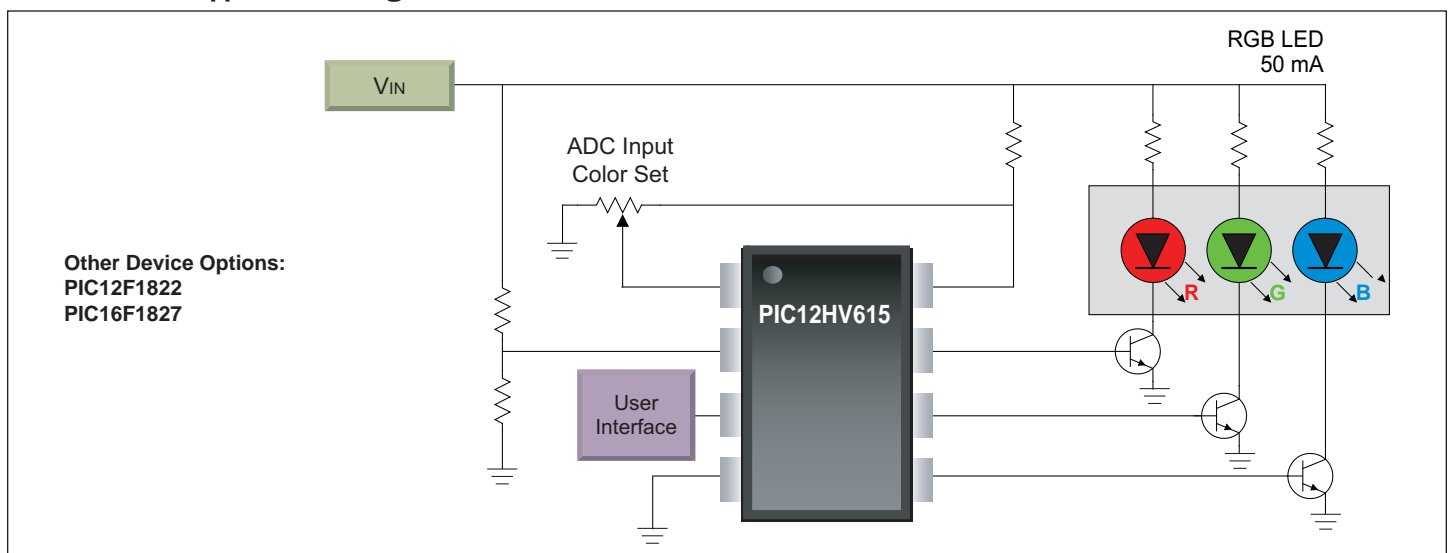 RGB LED
50 mA
VIN
ADC Input
Color Set
Other Device Options:
PIC12F1822
PIC16F1827
PIC12HV615
R
G
B
User
Interface